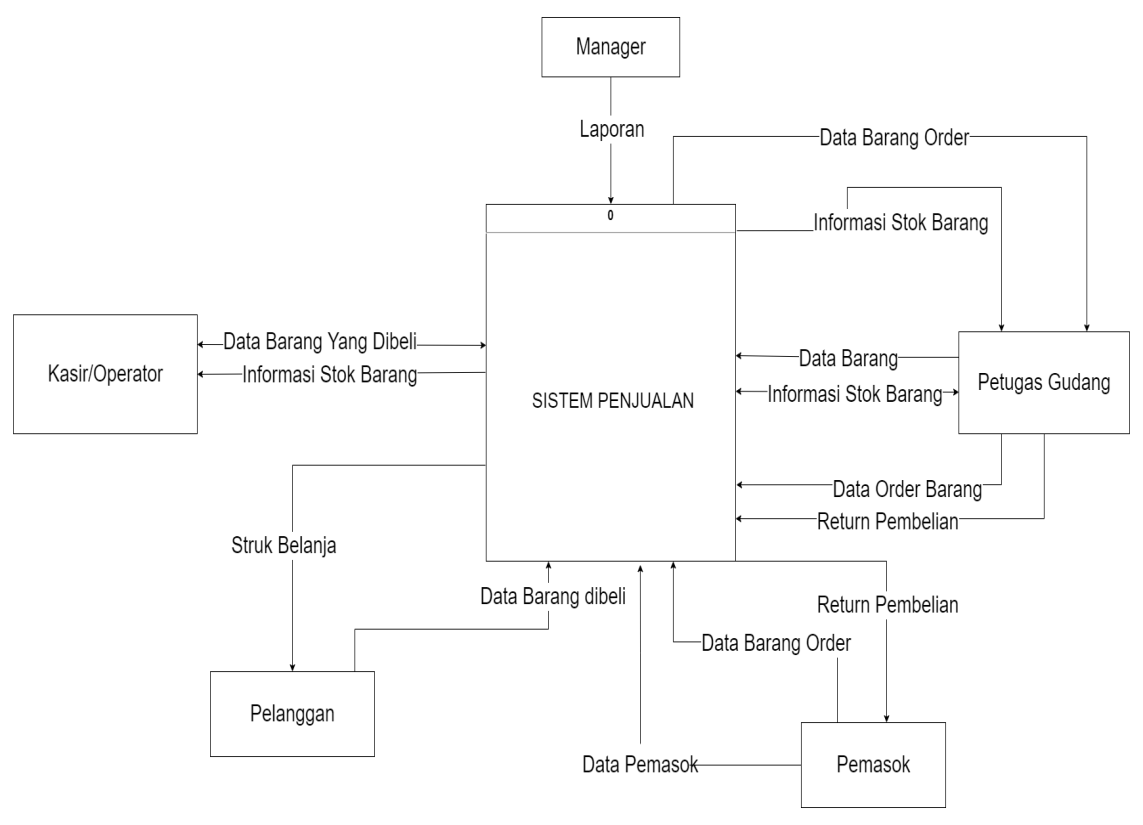 Manager
Laporan
Data Barang Order
0
Informasi Stok Barang
Data Barang Yang Dibeli
Kasir/Operator
Informasi Stok Barang
SISTEM PENJUALAN
Data Barang
Petugas Gudang
Informasi Stok Barang
Data Order Barang
Return Pembelian
Struk Belanja
Data Barang dibeli
Return Pembelian
Data Barang Order
Pelanggan
Data Pemasok
Pemasok